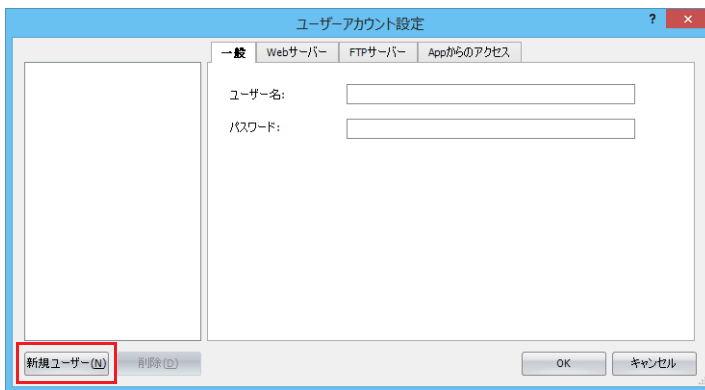 ユーザーアカウント設定
?
×
一般 Webサーバー FTPサーバー Appからのアクセス
ユーザー名:
パスワード:
新規ユーザー(N) 削除(D) OK キャンセル